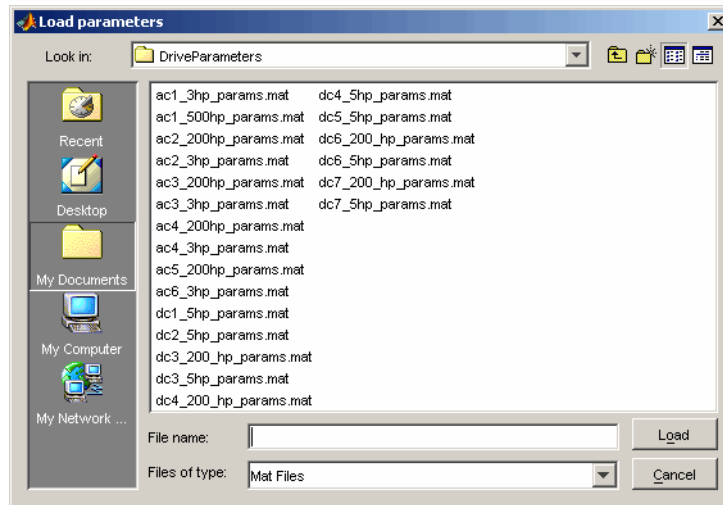 Load parameters
Look in:
DriveParameters
Recent
Desktop
My Documents
My Computer
My Network ...
ac1_3hp_params.mat
ac1_500hp_params.mat
ac2_200hp_params.mat
ac2_3hp_params.mat
ac3_200hp_params.mat
ac3_3hp_params.mat
ac4_200hp_params.mat
ac4_3hp_params.mat
ac5_200hp_params.mat
ac6_3hp_params.mat
dc1_5hp_params.mat
dc2_5hp_params.mat
dc3_200_hp_params.mat
dc3_5hp_params.mat
dc4_200_hp_params.mat
dc4_5hp_params.mat
dc5_5hp_params.mat
dc6_200_hp_params.mat
dc6_5hp_params.mat
dc7_200_hp_params.mat
dc7_5hp_params.mat
File name:
Load
Files of type:
Mat Files
Cancel